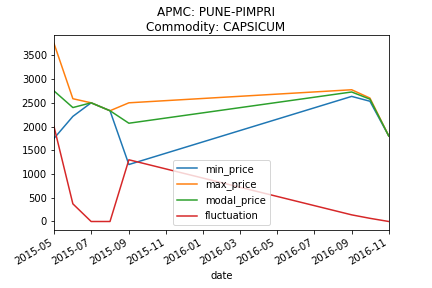 APMC: PUNE-PIMPRI
Commodity: CAPSICUM
3500
3000
2500
2000
1500
1000
500
0
min_price
max_price
modal_price
fluctuation
2015-05
2015-07
2015-09
2015-11
2016-01
2016-03
2016-05
2016-07
2016-09
2016-11
date